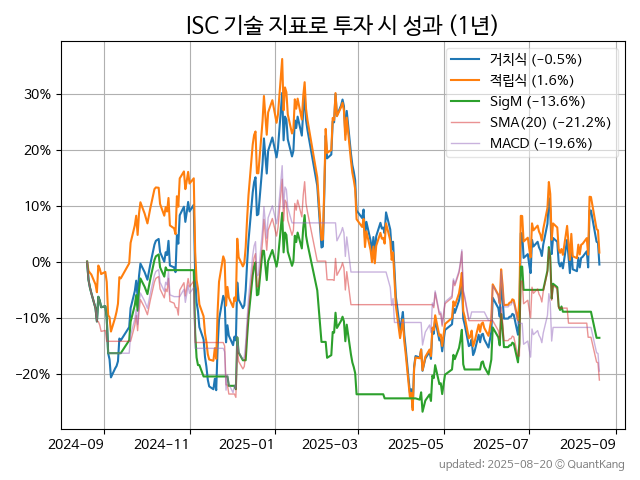 ISC 기술 지표로 투자 시 성과 (1년)
거치식 (−0.5%)
적립식 (1.6%)
SigM (−13.6%)
SMA(20) (−21.2%)
MACD (−19.6%)
30%
20%
10%
0%
−10%
−20%
2024-09
2024-11
2025-01
2025-03
2025-05
2025-07
2025-09
updated: 2025-08-20 © QuantKang